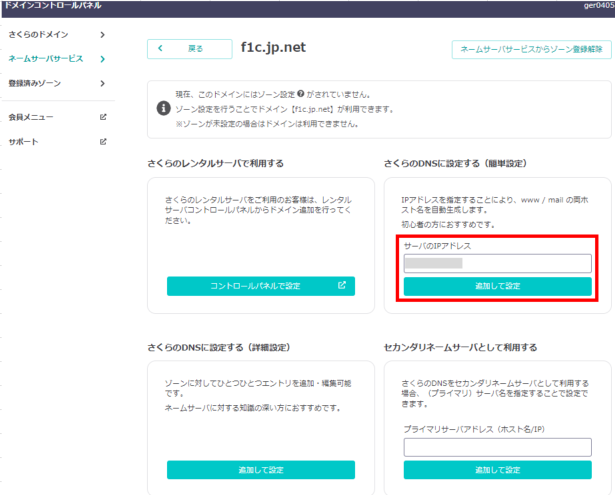 ドメインコントロールパネル
ger0405
さくらのドメイン
ネームサーバサービス
登録済みゾーン
会員メニュー
サポート
戻る
f1c.jp.net
ネームサーバサービスからゾーン登録解除
現在、このドメインにはゾーン設定 ? がされていません。
ゾーン設定を行うことでドメイン【f1c.jp.net】が利用できます。
※ゾーンが未設定の場合はドメインは利用できません。
さくらのレンタルサーバで利用する
さくらのレンタルサーバをご利用のお客様は、レンタル
サーバコントロールパネルからドメイン追加を行ってく
ださい。
コントロールパネルで設定
さくらのDNSに設定する（簡単設定）
IPアドレスを指定することにより、www / mail の両ホ
スト名を自動生成します。
初心者の方におすすめです。
サーバのIPアドレス
追加して設定
さくらのDNSに設定する（詳細設定）
ゾーンに対してひとつひとつエントリを追加・編集可能
です。
ネームサーバに対する知識の深い方におすすめです。
追加して設定
セカンダリネームサーバとして利用する
さくらのDNSをセカンダリネームサーバとして利用する
場合、（プライマリ）サーバ名を指定することで設定で
きます。
プライマリサーバアドレス（ホスト名/IP）
追加して設定